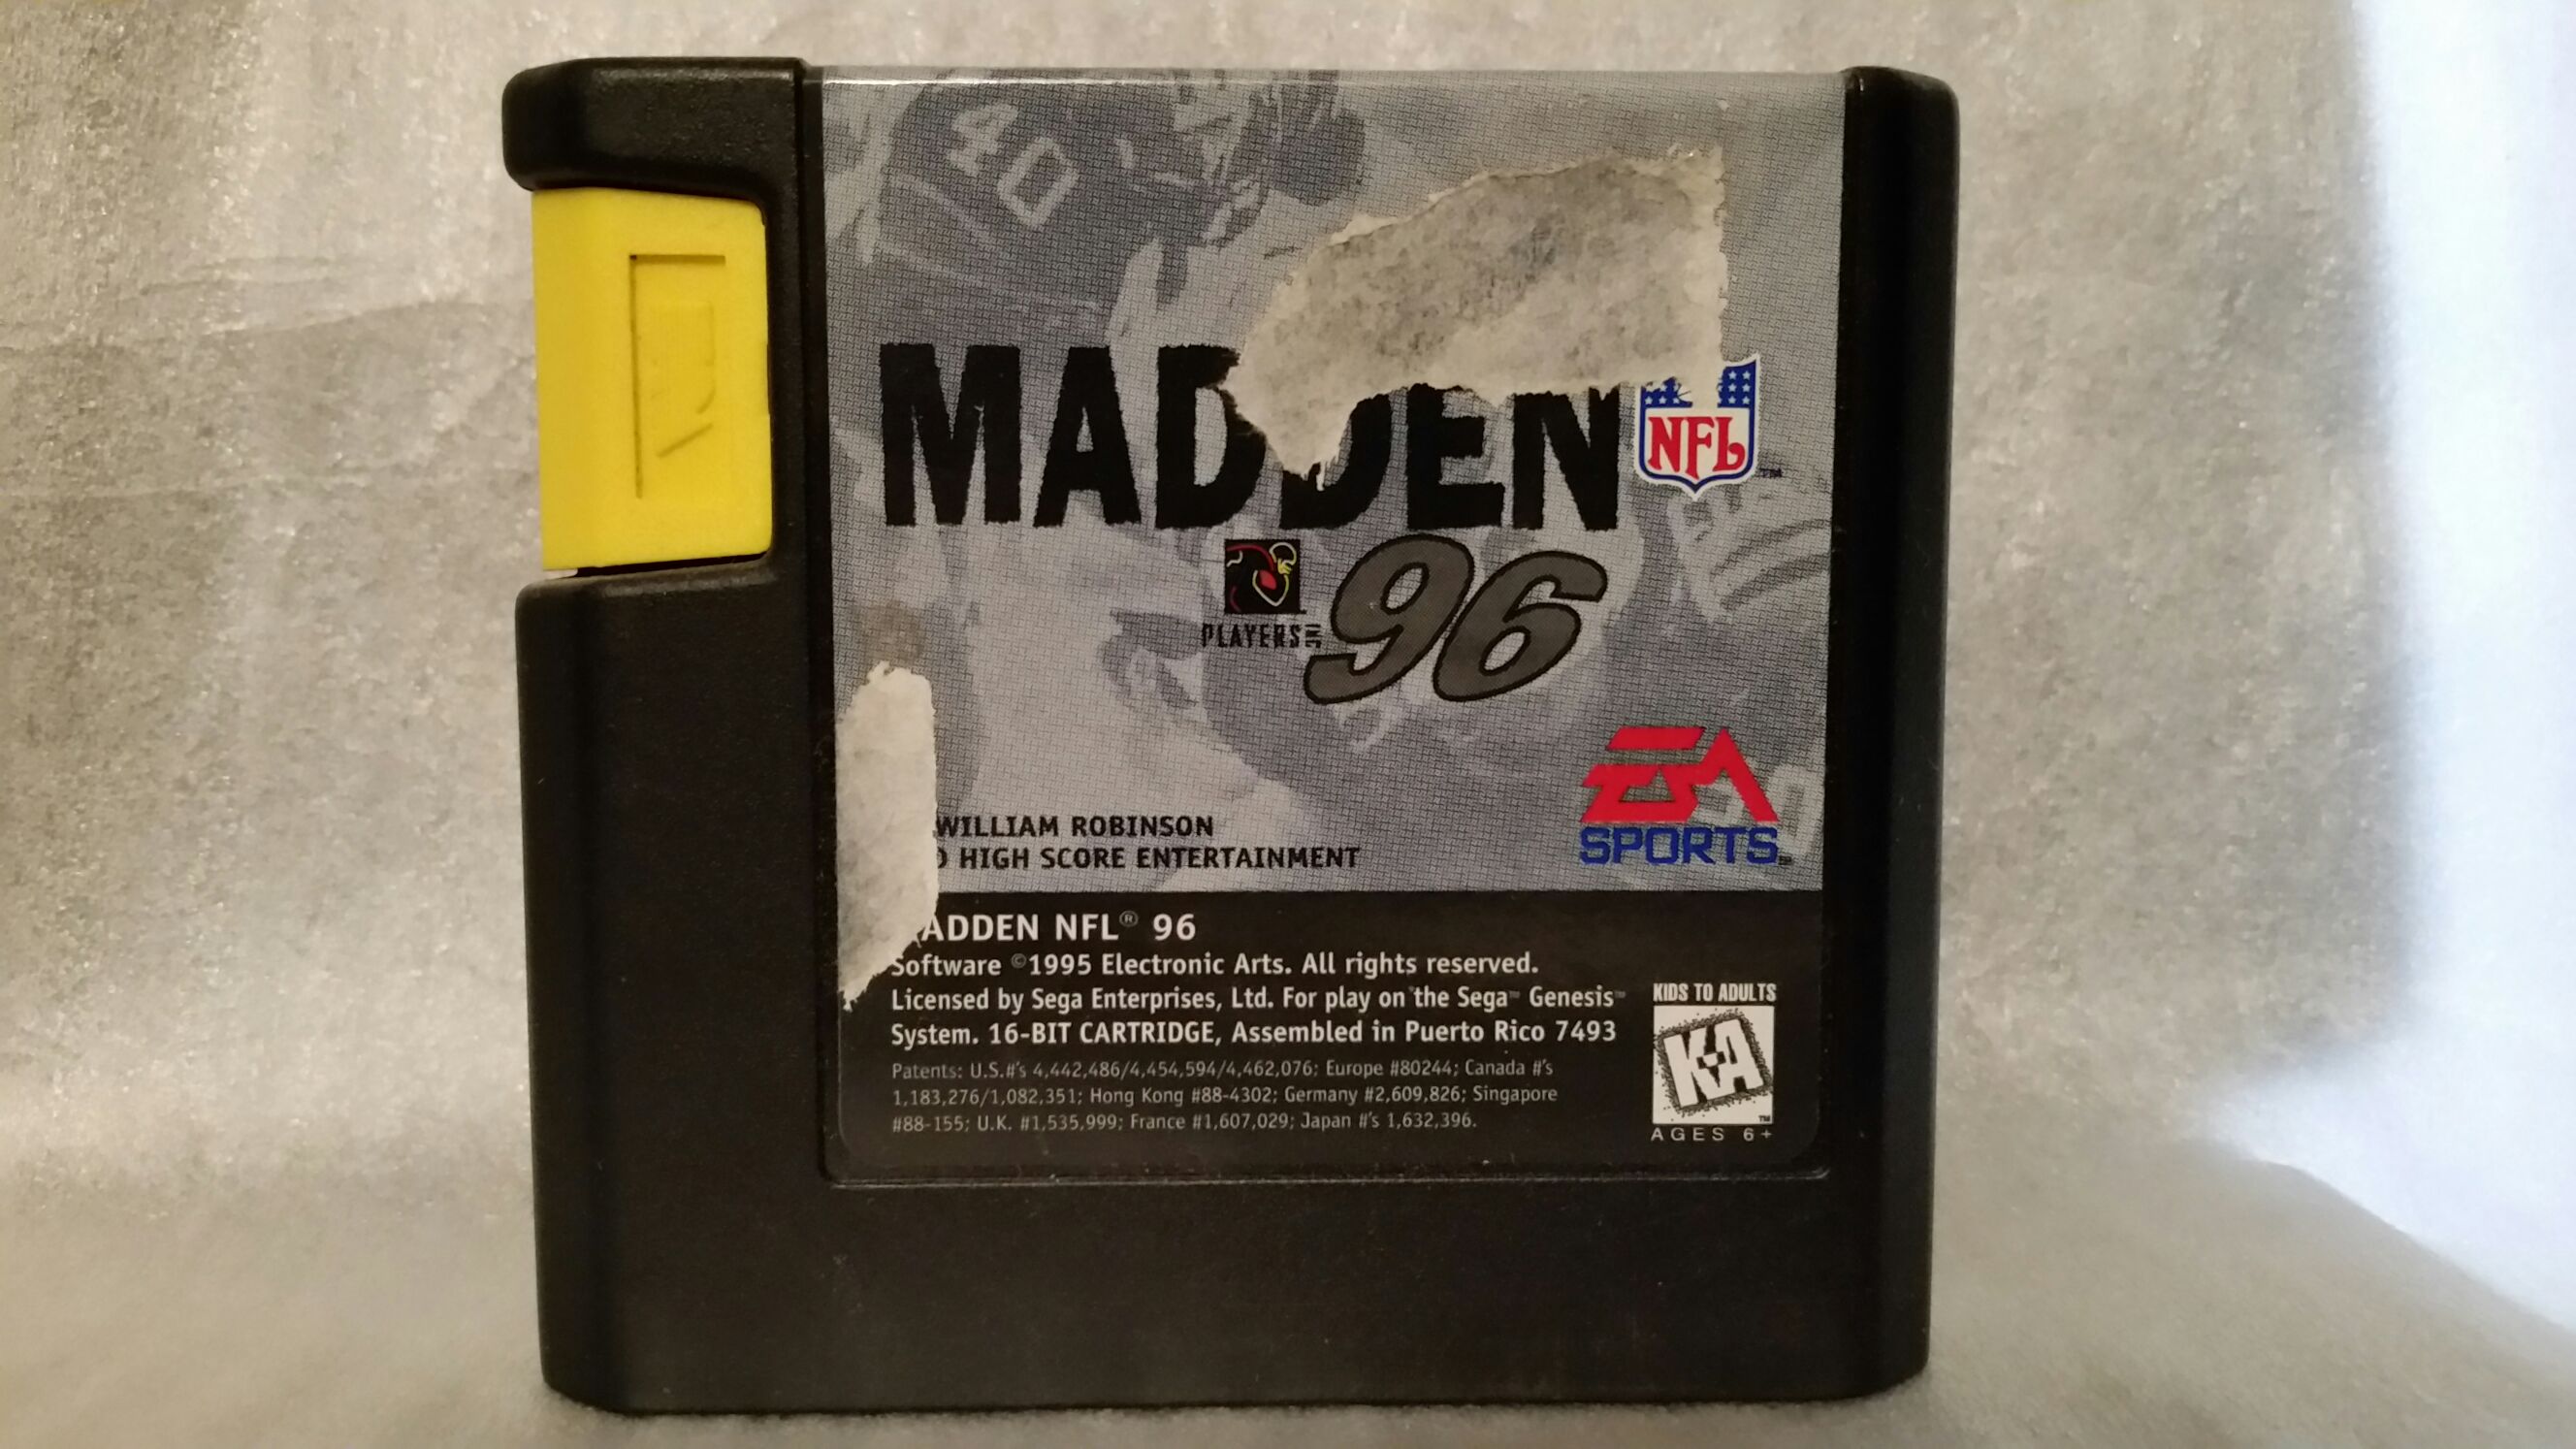 MADDEN
NFL™
PLAYERS INC
96
EA
SPORTS
WILLIAM ROBINSON
D HIGH SCORE ENTERTAINMENT
ADDEN NFL® 96
Software ©1995 Electronic Arts. All rights reserved.
Licensed by Sega Enterprises, Ltd. For play on the Sega™ Genesis™
System. 16-BIT CARTRIDGE, Assembled in Puerto Rico 7493
Patents: U.S.#'s 4,442,486/4,454,594/4,462,076; Europe #80244; Canada #'s
1,183,276/1,082,351; Hong Kong #88-4302; Germany #2,609,826; Singapore
#88-155; U.K. #1,535,999; France #1,607,029; Japan #'s 1,632,396.
KIDS TO ADULTS
K-A
™
AGES 6+